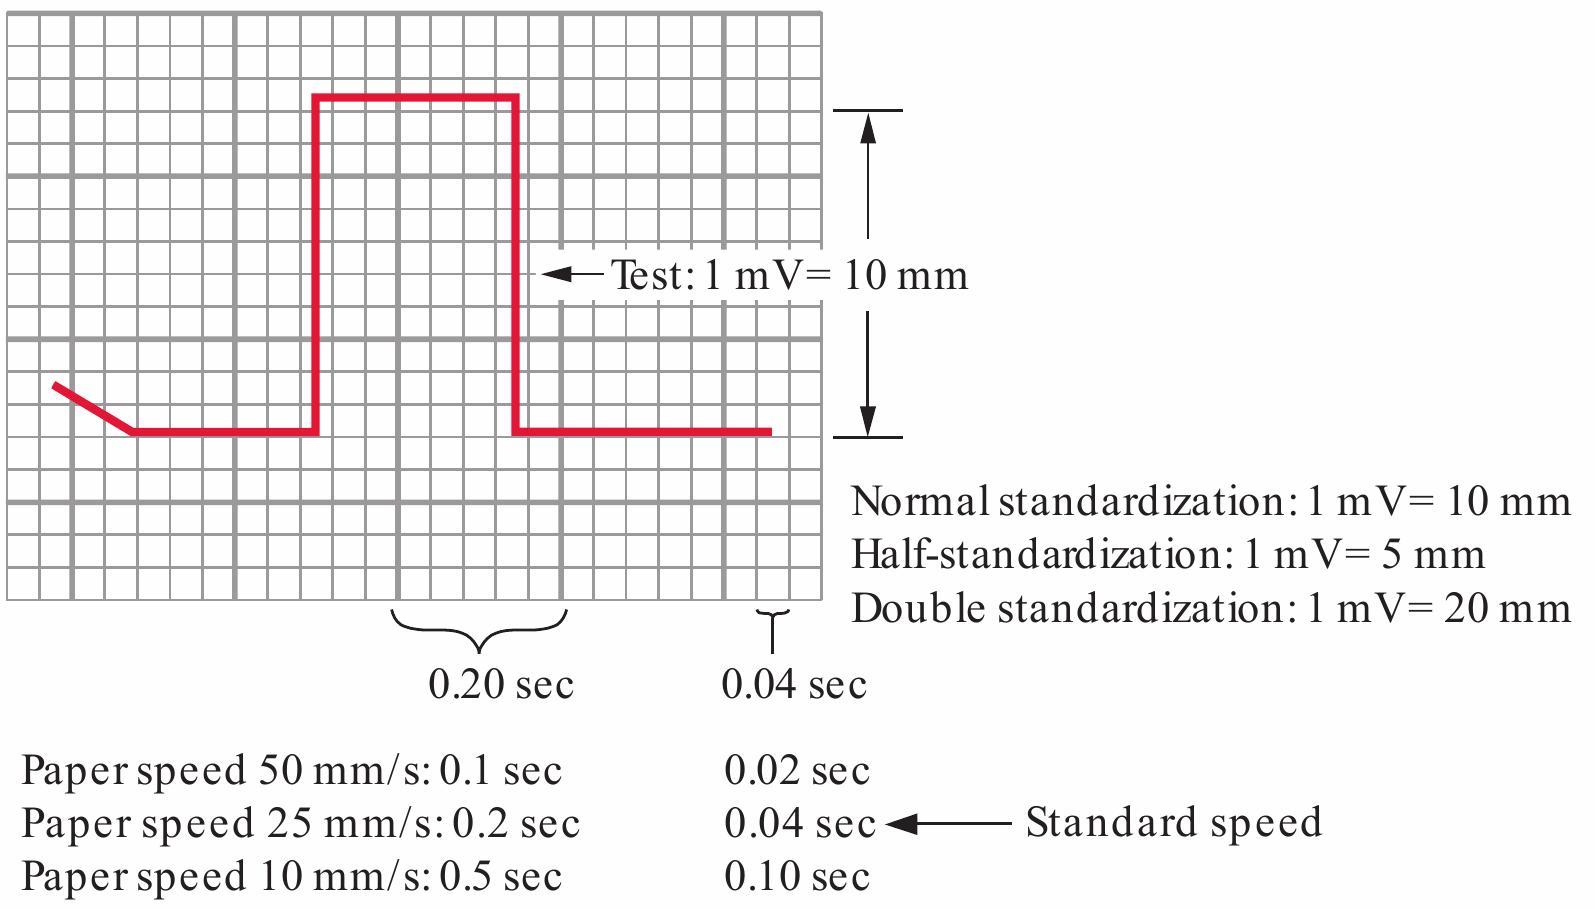 Test: 1 mV= 10 mm
Normal standardization: 1 mV= 10 mm
Half-standardization: 1 mV= 5 mm
Double standardization: 1 mV= 20 mm
0.20 sec 0.04 sec
Paper speed 50 mm/s: 0.1 sec 0.02 sec
Paper speed 25 mm/s: 0.2 sec 0.04 sec Standard speed
Paper speed 10 mm/s: 0.5 sec 0.10 sec